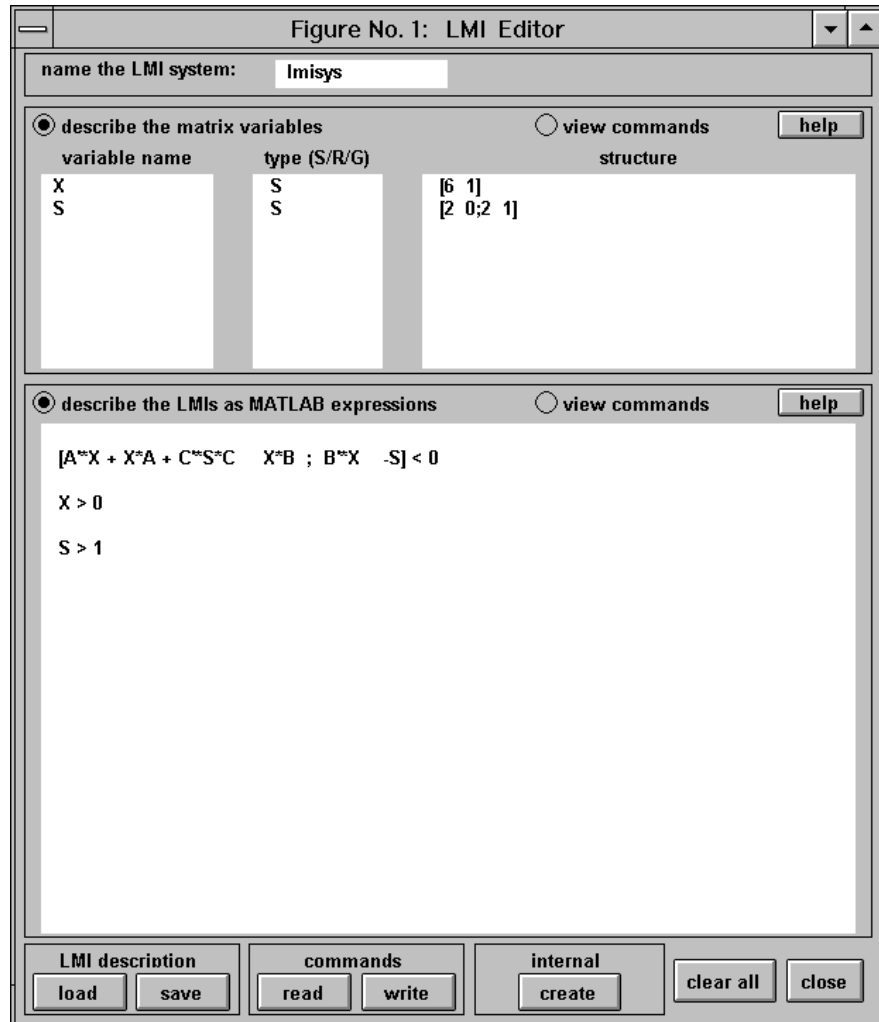 Figure No. 1: LMI Editor
name the LMI system: lmisys
describe the matrix variables view commands help
variable name type (S/R/G) structure
X S [6 1]
S S [2 0;2 1]
describe the LMIs as MATLAB expressions view commands help
[A'*X + X*A + C'*S*C X*B ; B'*X -S] < 0
X > 0
S > 1
LMI description commands internal
load save read write create clear all close